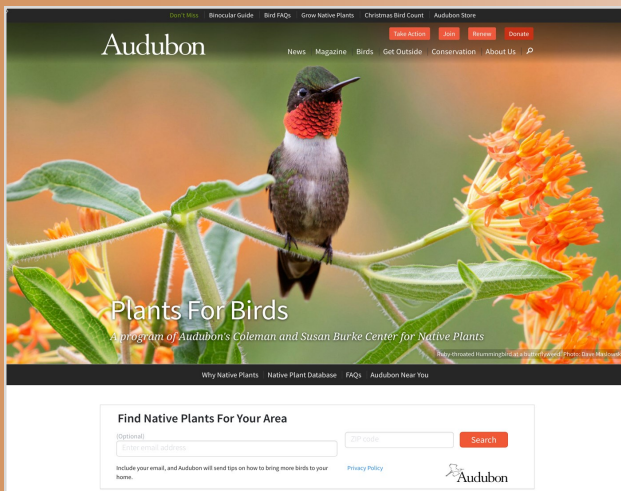 Don't Miss Binocular Guide Bird FAQs Grow Native Plants Christmas Bird Count Audubon Store
Take Action Join Renew Donate
Audubon
News Magazine Birds Get Outside Conservation About Us
Plants For Birds
A program of Audubon's Coleman and Susan Burke Center for Native Plants
Ruby-throated Hummingbird at a butterflyweed. Photo: Dave
Why Native Plants Native Plant Database FAQs Audubon Near You
Find Native Plants For Your Area
(Optional)
Enter email address
ZIP code
Search
Include your email, and Audubon will send tips on how to bring more birds to your
home.
Privacy Policy
Audubon